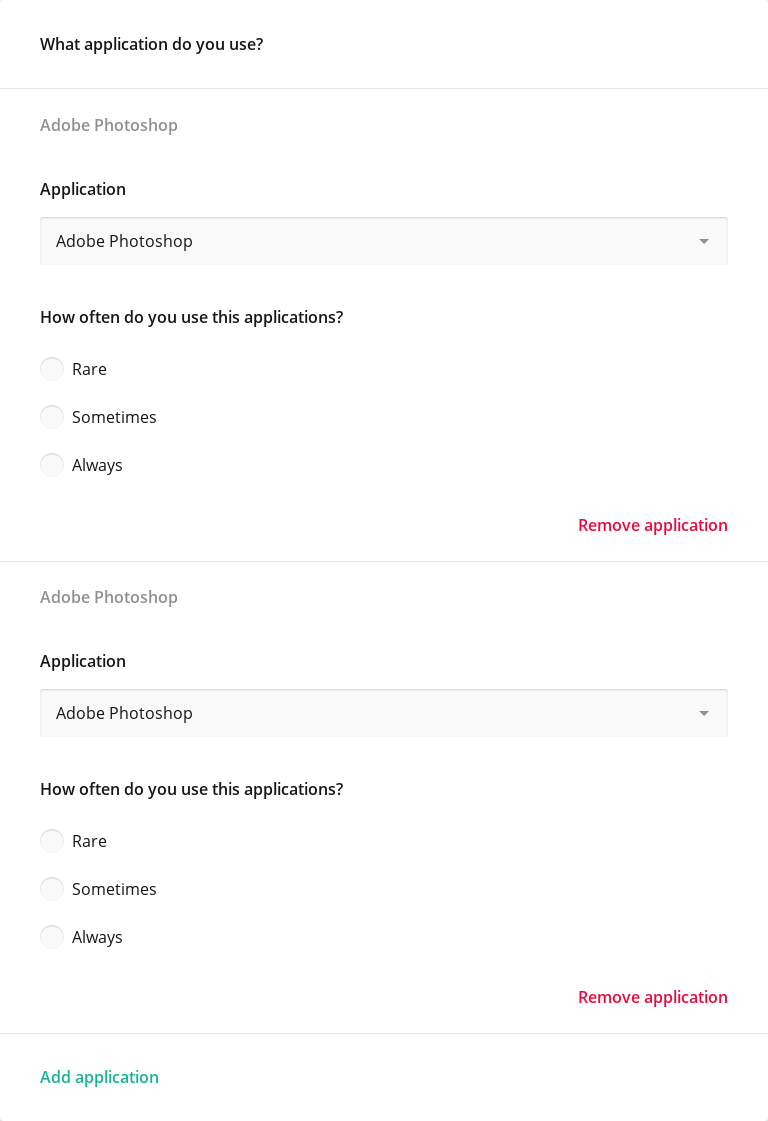 What application do you use?
Adobe Photoshop
Application
Adobe Photoshop
How often do you use this applications?
Rare
Sometimes
Always
Remove application
Adobe Photoshop
Application
Adobe Photoshop
How often do you use this applications?
Rare
Sometimes
Always
Remove application
Add application